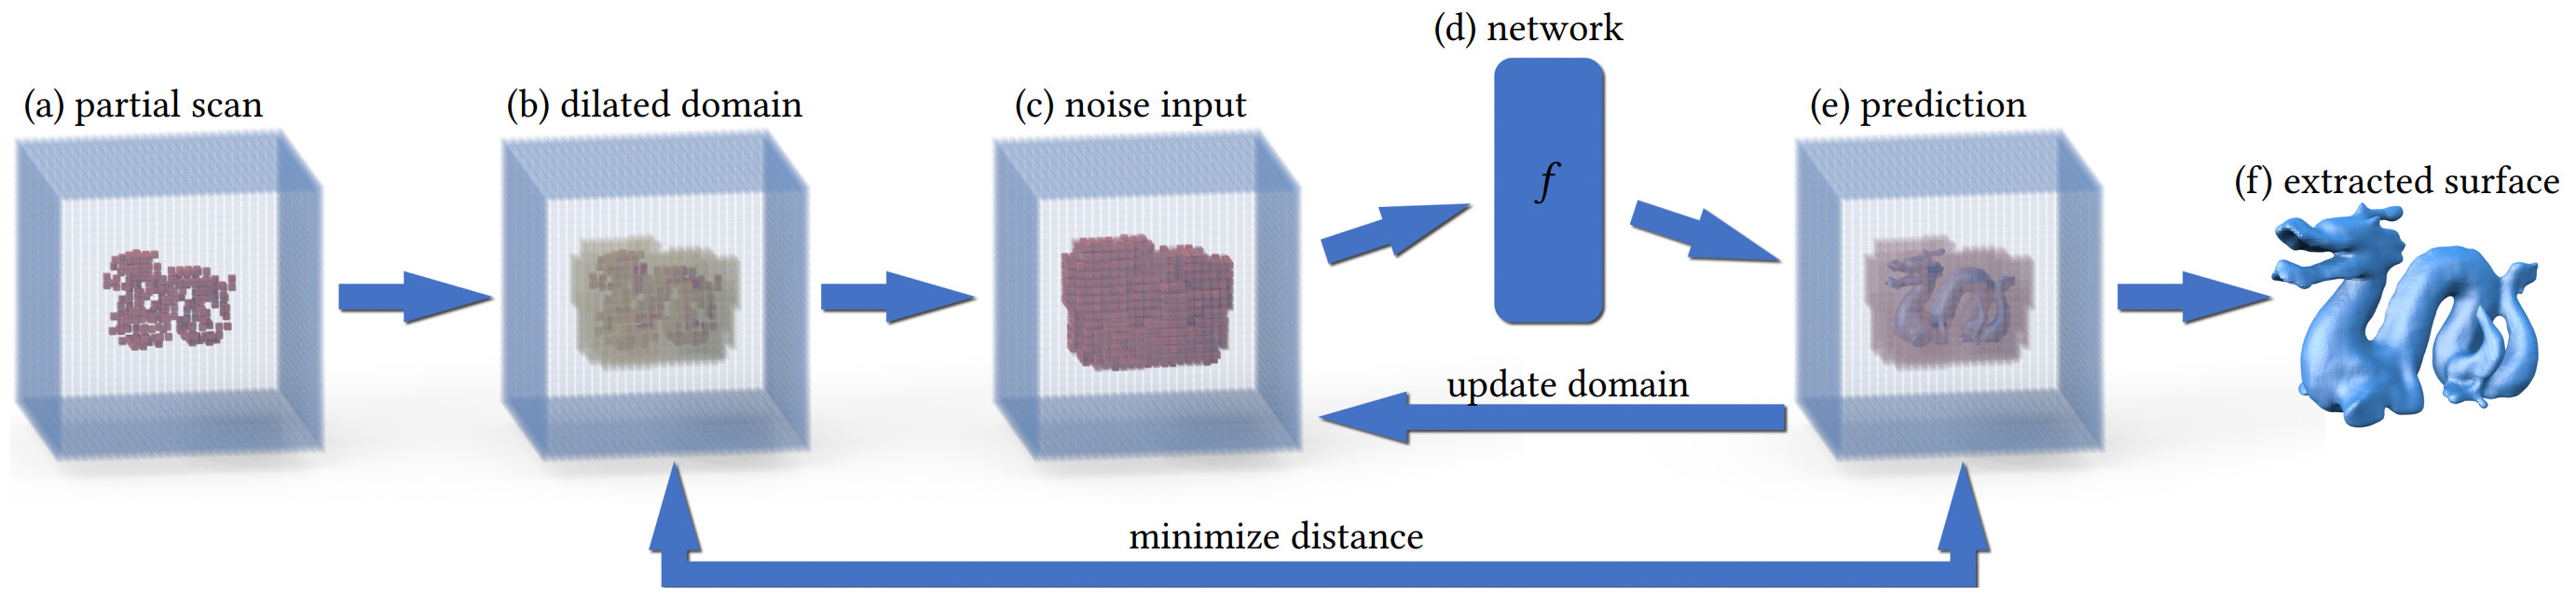 (d) network
(a) partial scan
(b) dilated domain
(c) noise input
(e) prediction
f
(f) extracted surface
update domain
minimize distance